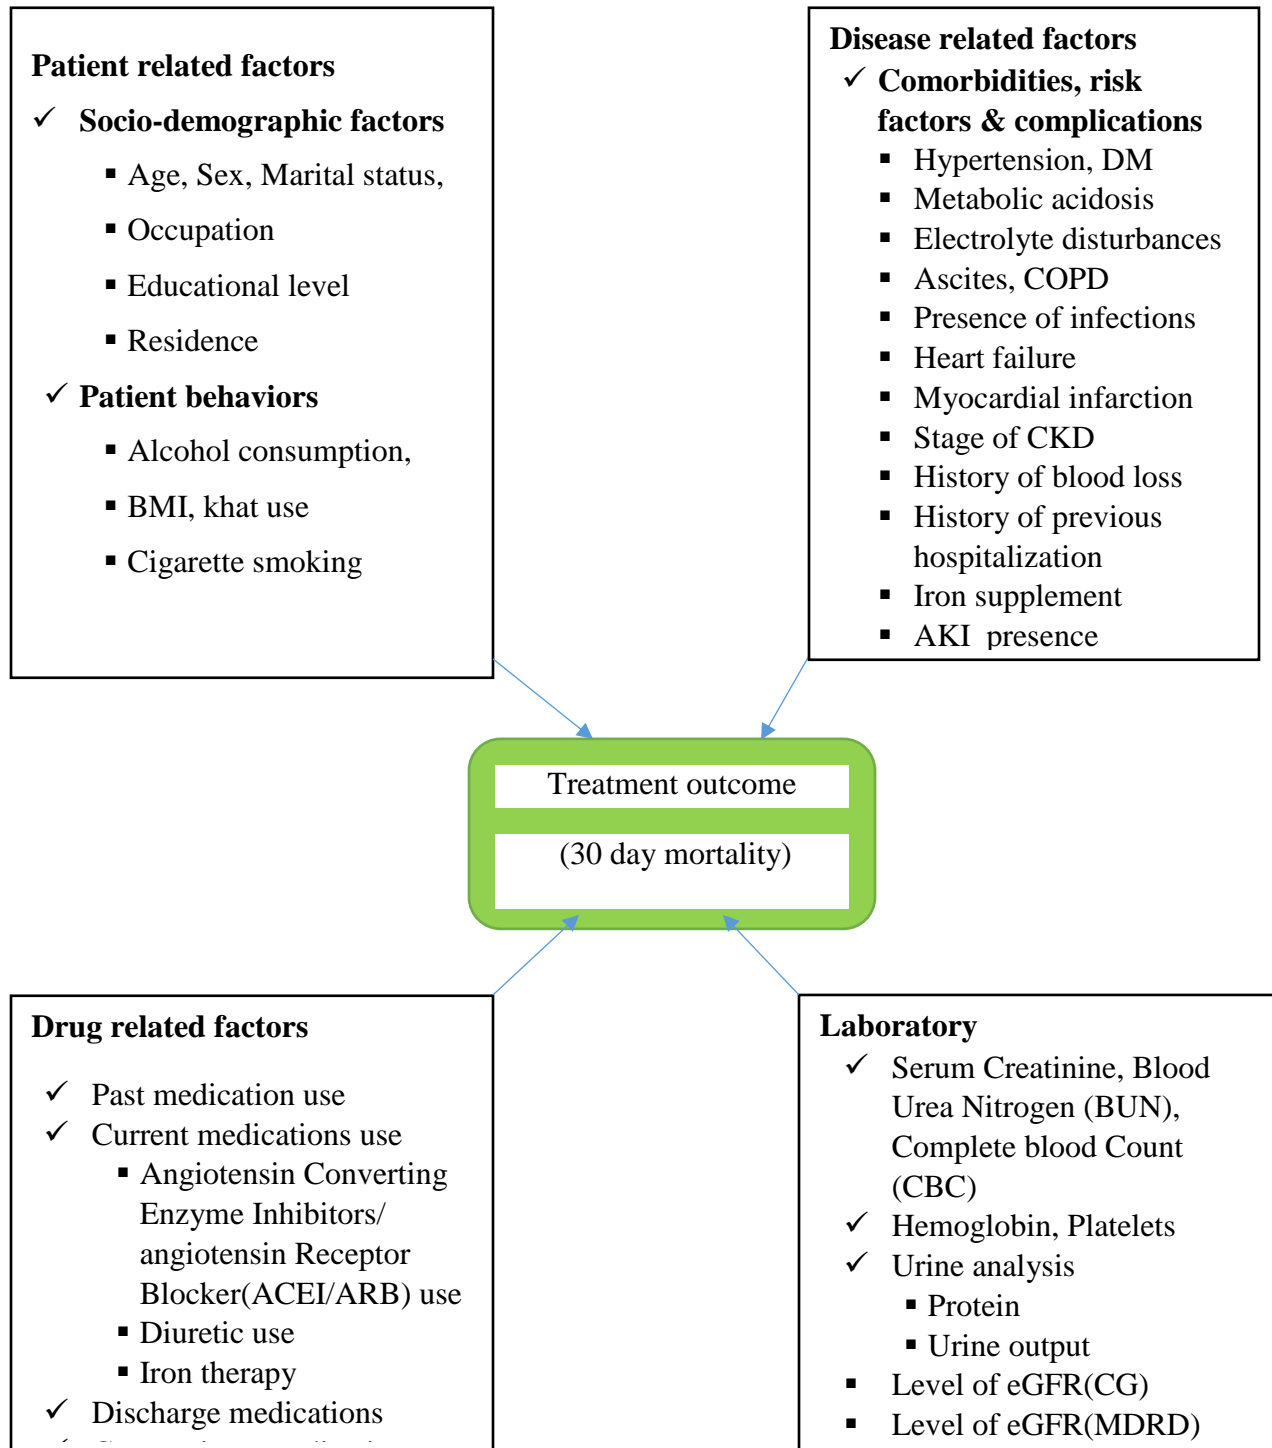 Patient related factors
✓ Socio-demographic factors
▪ Age, Sex, Marital status,
▪ Occupation
▪ Educational level
▪ Residence
✓ Patient behaviors
▪ Alcohol consumption,
▪ BMI, khat use
▪ Cigarette smoking
Disease related factors
✓ Comorbidities, risk
factors & complications
▪ Hypertension, DM
▪ Metabolic acidosis
▪ Electrolyte disturbances
▪ Ascites, COPD
▪ Presence of infections
▪ Heart failure
▪ Myocardial infarction
▪ Stage of CKD
▪ History of blood loss
▪ History of previous
hospitalization
▪ Iron supplement
▪ AKI presence
Treatment outcome
(30 day mortality)
Drug related factors
✓ Past medication use
✓ Current medications use
▪ Angiotensin Converting
Enzyme Inhibitors/
angiotensin Receptor
Blocker(ACEI/ARB) use
▪ Diuretic use
▪ Iron therapy
✓ Discharge medications
Laboratory
✓ Serum Creatinine, Blood
Urea Nitrogen (BUN),
Complete blood Count
(CBC)
✓ Hemoglobin, Platelets
✓ Urine analysis
▪ Protein
▪ Urine output
▪ Level of eGFR(CG)
▪ Level of eGFR(MDRD)